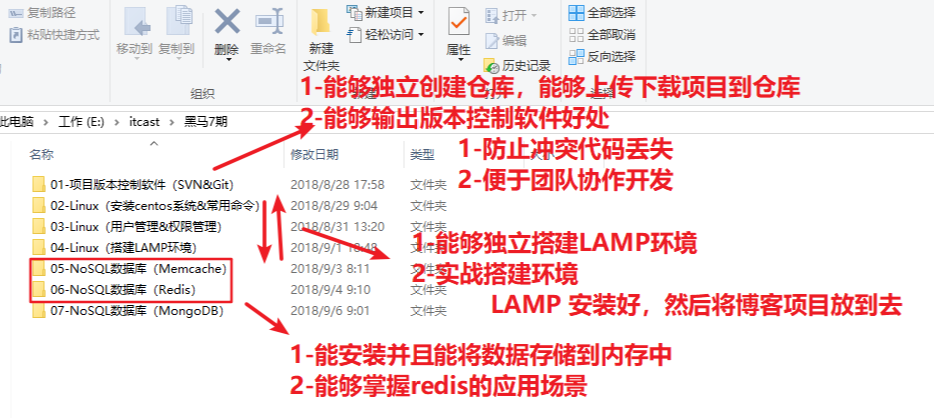 复制路径
粘贴快捷方式
移动到
复制到
删除
重命名
新建
文件夹
新建项目
轻松访问
属性
打开
编辑
历史记录
全部选择
全部取消
反向选择
组织
1-能够独立创建仓库，能够上传下载项目到仓库
2-能够输出版本控制软件好处
此电脑 > 工作 (E:) > itcast > 黑马7期
1-防止冲突代码丢失
2-便于团队协作开发
名称 修改日期 类型
01-项目版本控制软件（SVN&Git） 2018/8/28 17:58 文件夹
02-Linux（安装centos系统&常用命令） 2018/8/29 9:04 文件夹
03-Linux（用户管理&权限管理） 2018/8/31 13:20 文件夹
04-Linux（搭建LAMP环境） 2018/9/1 18:48 文件夹
1-能够独立搭建LAMP环境
05-NoSQL数据库（Memcache） 2018/9/3 8:11 文件夹
2-实战搭建环境
06-NoSQL数据库（Redis） 2018/9/4 9:10 文件夹
LAMP 安装好，然后将博客项目放到去
07-NoSQL数据库（MongoDB） 2018/9/6 9:01 文件夹
1-能安装并且能将数据存储到内存中
2-能够掌握redis的应用场景